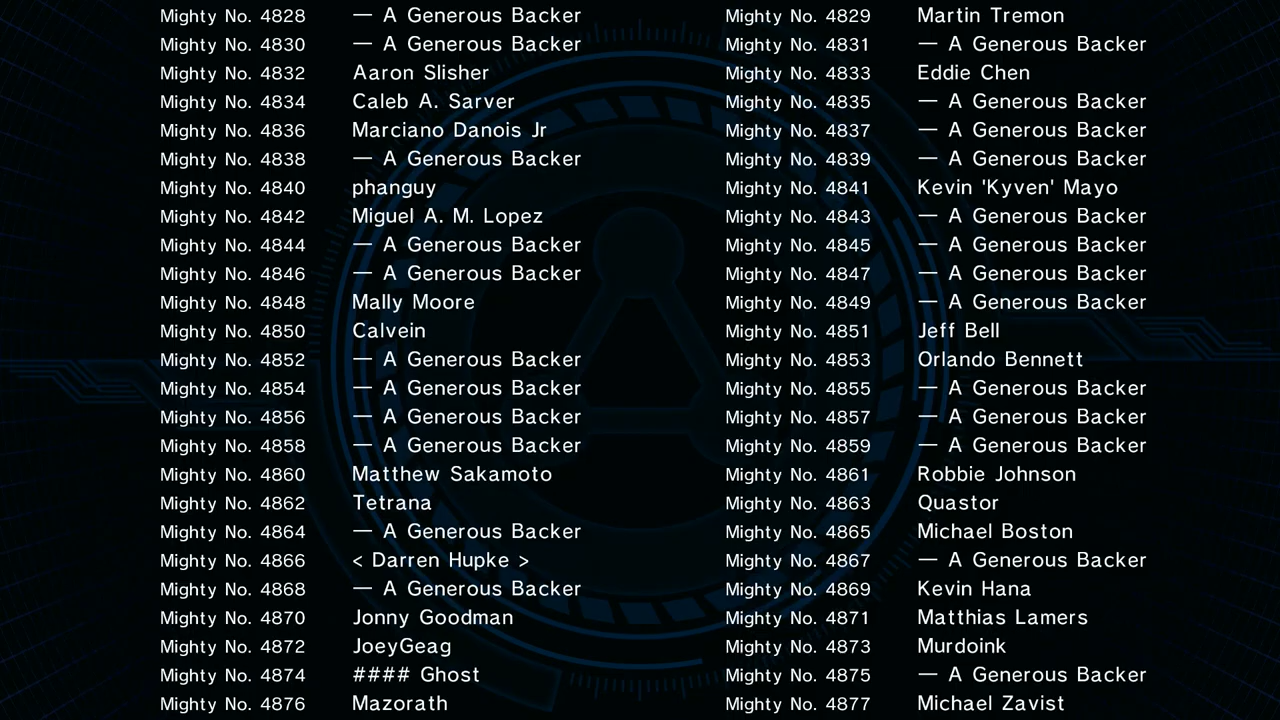 Mighty No. 4828 — A Generous Backer Mighty No. 4829 Martin Tremon
Mighty No. 4830 — A Generous Backer Mighty No. 4831 — A Generous Backer
Mighty No. 4832 Aaron Slisher Mighty No. 4833 Eddie Chen
Mighty No. 4834 Caleb A. Sarver Mighty No. 4835 — A Generous Backer
Mighty No. 4836 Marciano Danois Jr Mighty No. 4837 — A Generous Backer
Mighty No. 4838 — A Generous Backer Mighty No. 4839 — A Generous Backer
Mighty No. 4840 phanguy Mighty No. 4841 Kevin 'Kyven' Mayo
Mighty No. 4842 Miguel A. M. Lopez Mighty No. 4843 — A Generous Backer
Mighty No. 4844 — A Generous Backer Mighty No. 4845 — A Generous Backer
Mighty No. 4846 — A Generous Backer Mighty No. 4847 — A Generous Backer
Mighty No. 4848 Mally Moore Mighty No. 4849 — A Generous Backer
Mighty No. 4850 Calvein Mighty No. 4851 Jeff Bell
Mighty No. 4852 — A Generous Backer Mighty No. 4853 Orlando Bennett
Mighty No. 4854 — A Generous Backer Mighty No. 4855 — A Generous Backer
Mighty No. 4856 — A Generous Backer Mighty No. 4857 — A Generous Backer
Mighty No. 4858 — A Generous Backer Mighty No. 4859 — A Generous Backer
Mighty No. 4860 Matthew Sakamoto Mighty No. 4861 Robbie Johnson
Mighty No. 4862 Tetrana Mighty No. 4863 Quastor
Mighty No. 4864 — A Generous Backer Mighty No. 4865 Michael Boston
Mighty No. 4866 < Darren Hupke > Mighty No. 4867 — A Generous Backer
Mighty No. 4868 — A Generous Backer Mighty No. 4869 Kevin Hana
Mighty No. 4870 Jonny Goodman Mighty No. 4871 Matthias Lamers
Mighty No. 4872 JoeyGeag Mighty No. 4873 Murdoink
Mighty No. 4874 #### Ghost Mighty No. 4875 — A Generous Backer
Mighty No. 4876 Mazorath Mighty No. 4877 Michael Zavist